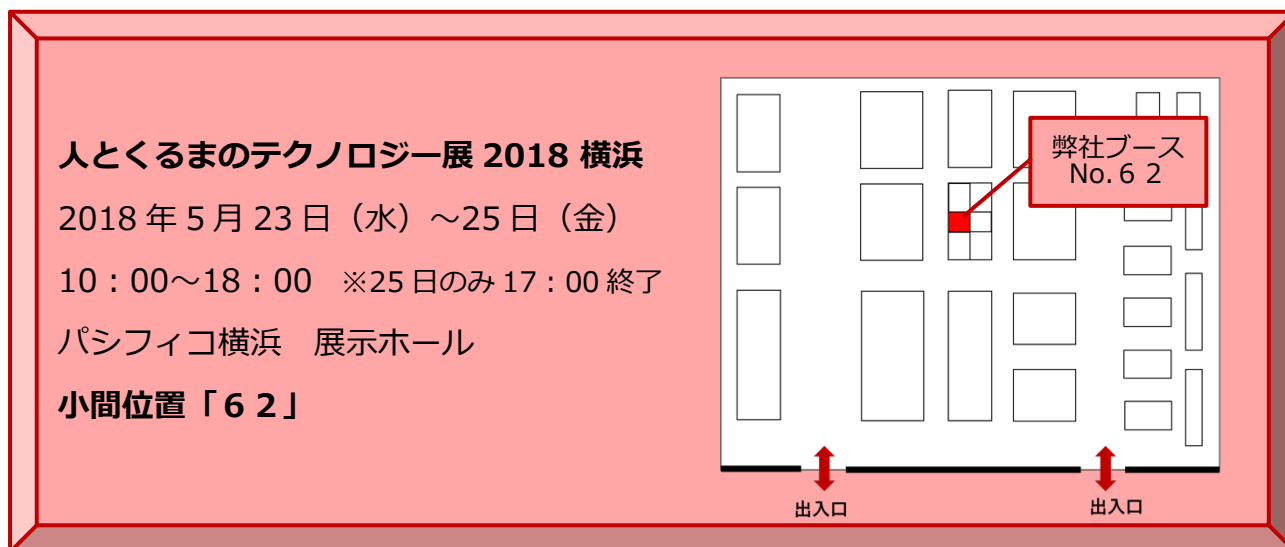 人とくるまのテクノロジー展 2018 横浜
2018 年 5 月 23 日（水）～25 日（金）
10：00～18：00　※25 日のみ 17：00 終了
パシフィコ横浜　展示ホール
小間位置「６２」
弊社ブース
No.６２
出入口
出入口